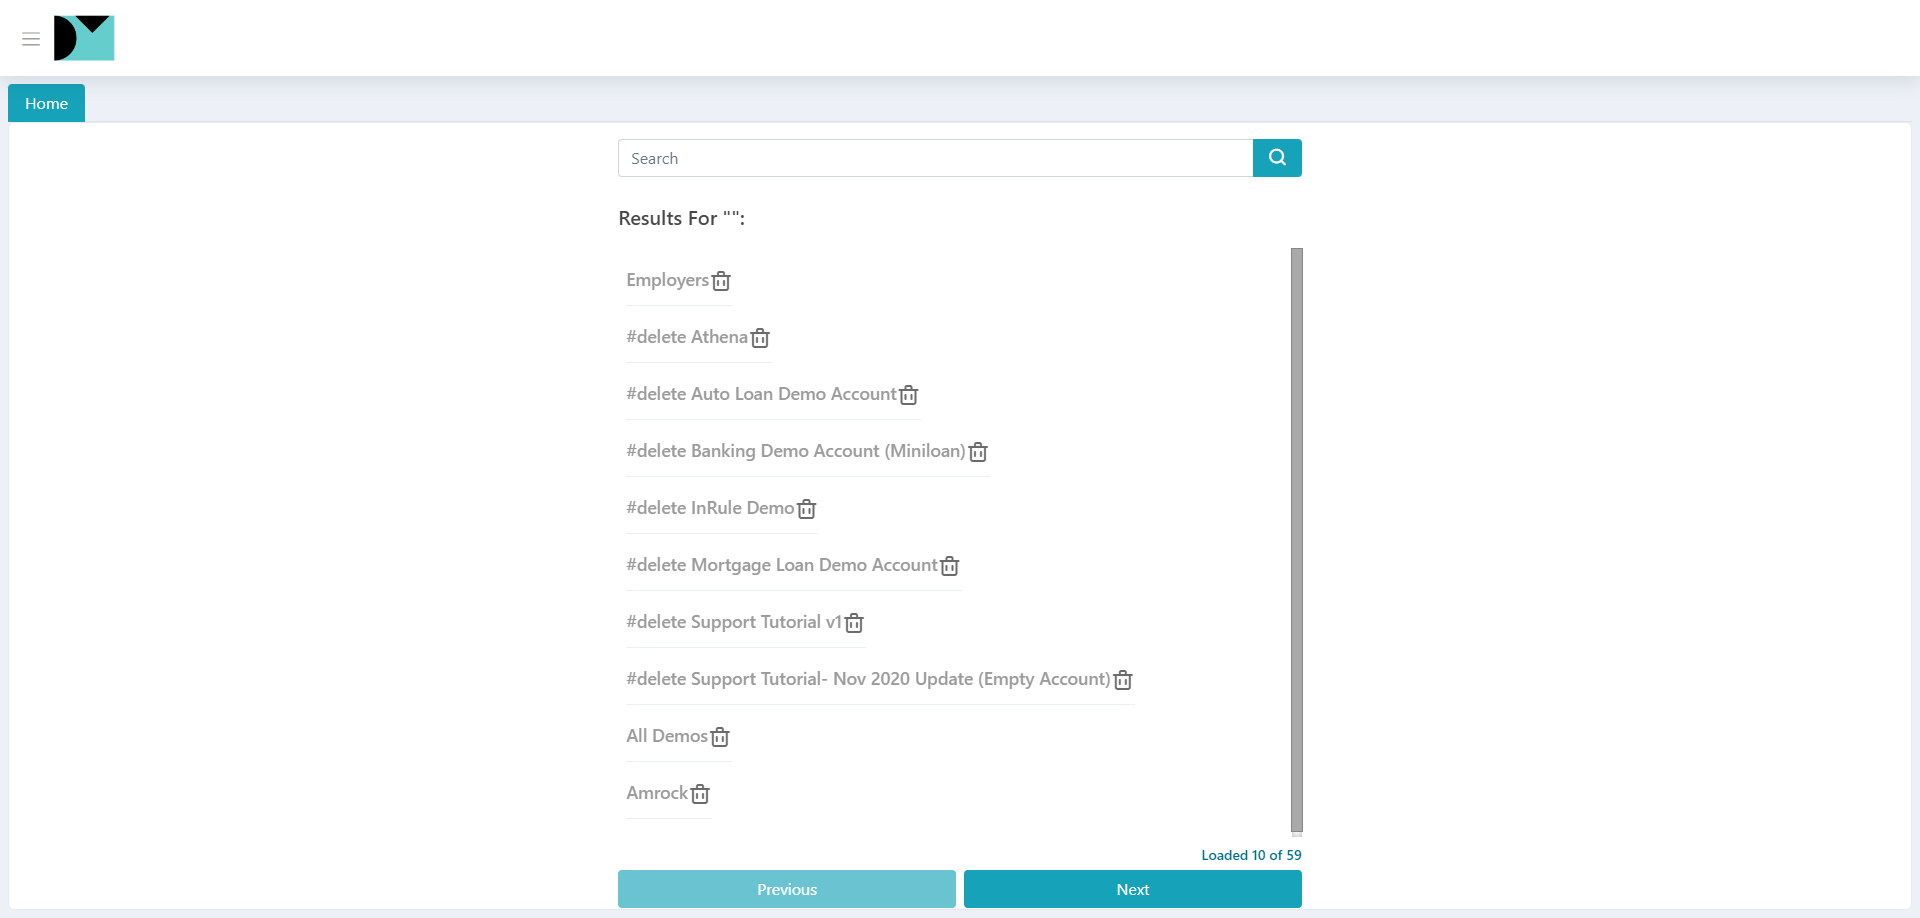 Home
Search
Results For "":
Employers
#delete Athena
#delete Auto Loan Demo Account
#delete Banking Demo Account (Miniloan)
#delete InRule Demo
#delete Mortgage Loan Demo Account
#delete Support Tutorial v1
#delete Support Tutorial- Nov 2020 Update (Empty Account)
All Demos
Amrock
Loaded 10 of 59
Previous
Next